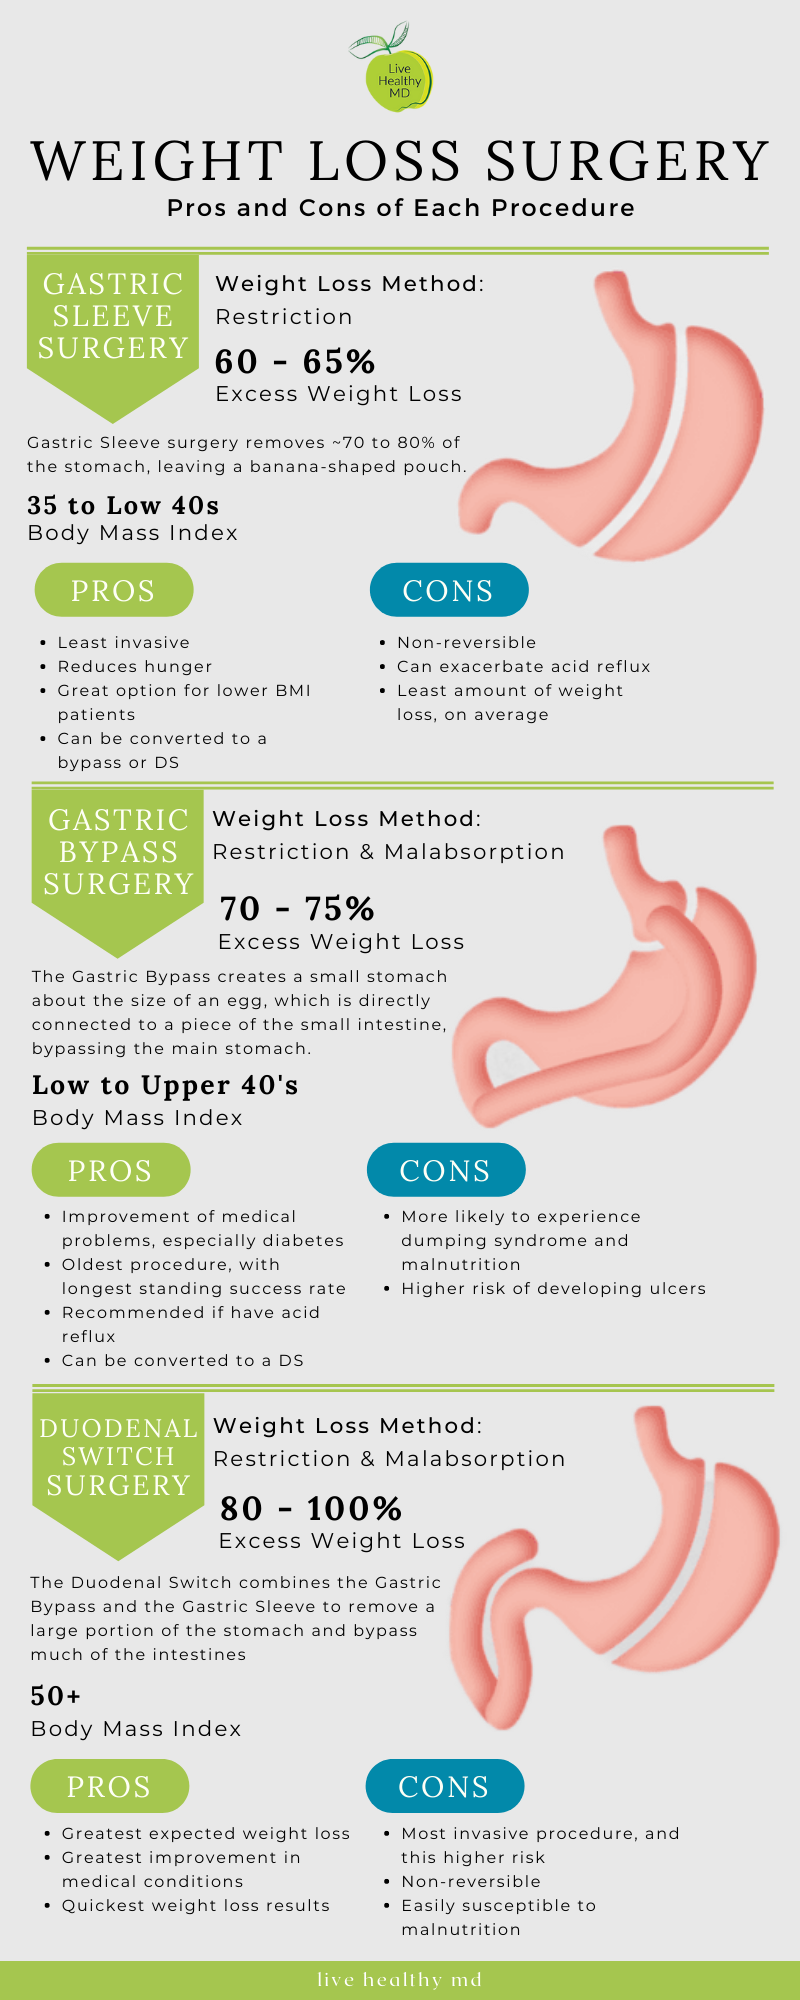 Live
Healthy
MD
WEIGHT LOSS SURGERY
Pros and Cons of Each Procedure
GASTRIC
SLEEVE
SURGERY
Weight Loss Method:
Restriction
60 - 65%
Excess Weight Loss
Gastric Sleeve surgery removes ~70 to 80% of
the stomach, leaving a banana-shaped pouch.
35 to Low 40s
Body Mass Index
PROS
• Least invasive
• Reduces hunger
• Great option for lower BMI
patients
• Can be converted to a
bypass or DS
CONS
• Non-reversible
• Can exacerbate acid reflux
• Least amount of weight
loss, on average
GASTRIC
BYPASS
SURGERY
Weight Loss Method:
Restriction & Malabsorption
70 - 75%
Excess Weight Loss
The Gastric Bypass creates a small stomach
about the size of an egg, which is directly
connected to a piece of the small intestine,
bypassing the main stomach.
Low to Upper 40's
Body Mass Index
PROS
• Improvement of medical
problems, especially diabetes
• Oldest procedure, with
longest standing success rate
• Recommended if have acid
reflux
• Can be converted to a DS
CONS
• More likely to experience
dumping syndrome and
malnutrition
• Higher risk of developing ulcers
DUODENAL
SWITCH
SURGERY
Weight Loss Method:
Restriction & Malabsorption
80 - 100%
Excess Weight Loss
The Duodenal Switch combines the Gastric
Bypass and the Gastric Sleeve to remove a
large portion of the stomach and bypass
much of the intestines
50+
Body Mass Index
PROS
• Greatest expected weight loss
• Greatest improvement in
medical conditions
• Quickest weight loss results
CONS
• Most invasive procedure, and
this higher risk
• Non-reversible
• Easily susceptible to
malnutrition
live healthy md